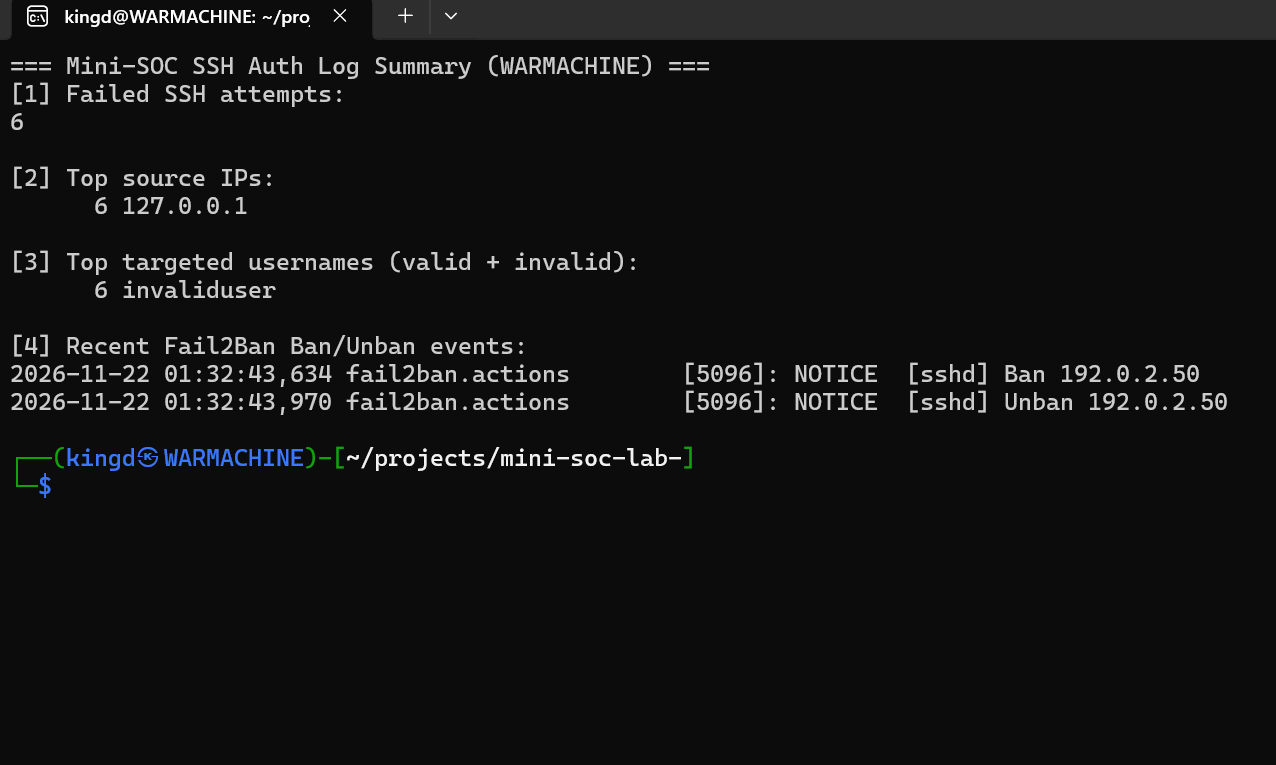 kingd@WARMACHINE: ~/pro
=== Mini-SOC SSH Auth Log Summary (WARMACHINE) ===
[1] Failed SSH attempts:
6
[2] Top source IPs:
6 127.0.0.1
[3] Top targeted usernames (valid + invalid):
6 invaliduser
[4] Recent Fail2Ban Ban/Unban events:
2026-11-22 01:32:43,634 fail2ban.actions        [5096]: NOTICE  [sshd] Ban 192.0.2.50
2026-11-22 01:32:43,970 fail2ban.actions        [5096]: NOTICE  [sshd] Unban 192.0.2.50
┌──(kingd㉿WARMACHINE)-[~/projects/mini-soc-lab-]
└─$